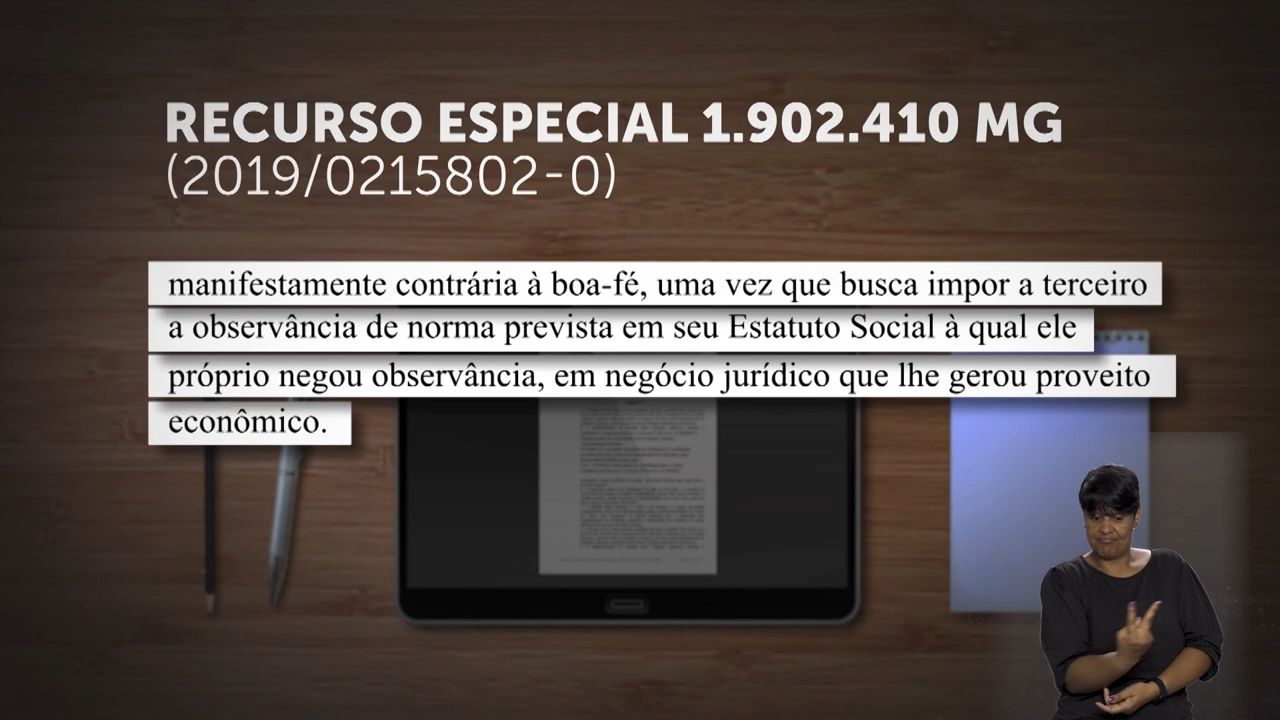 RECURSO ESPECIAL 1.902.410 MG
(2019/0215802-0)
manifestamente contrária à boa-fé, uma vez que busca impor a terceiro
a observância de norma prevista em seu Estatuto Social à qual ele
próprio negou observância, em negócio jurídico que lhe gerou proveito
econômico.